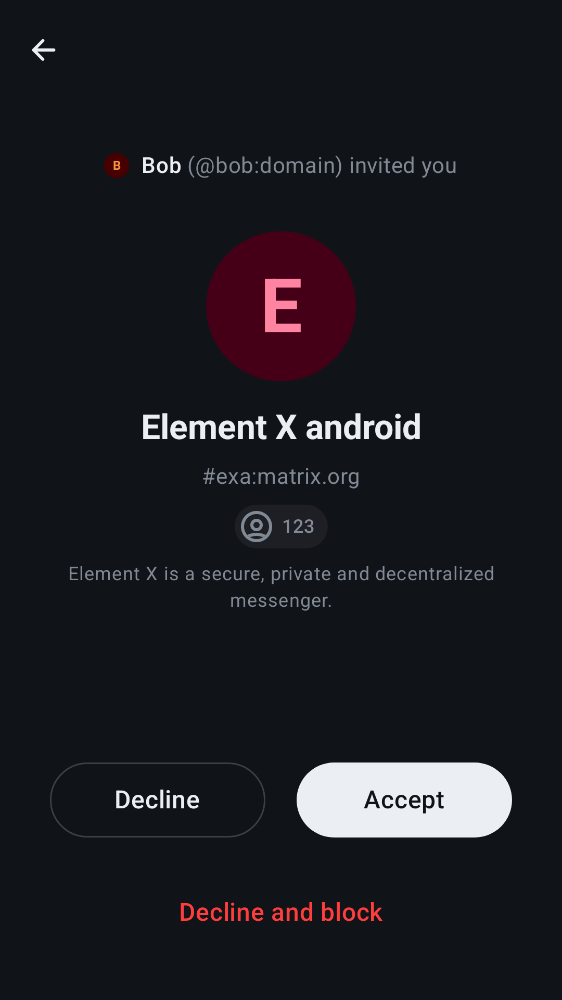 B Bob (@bob:domain) invited you
E
Element X android
#exa:matrix.org
123
Element X is a secure, private and decentralized
messenger.
Decline Accept
Decline and block